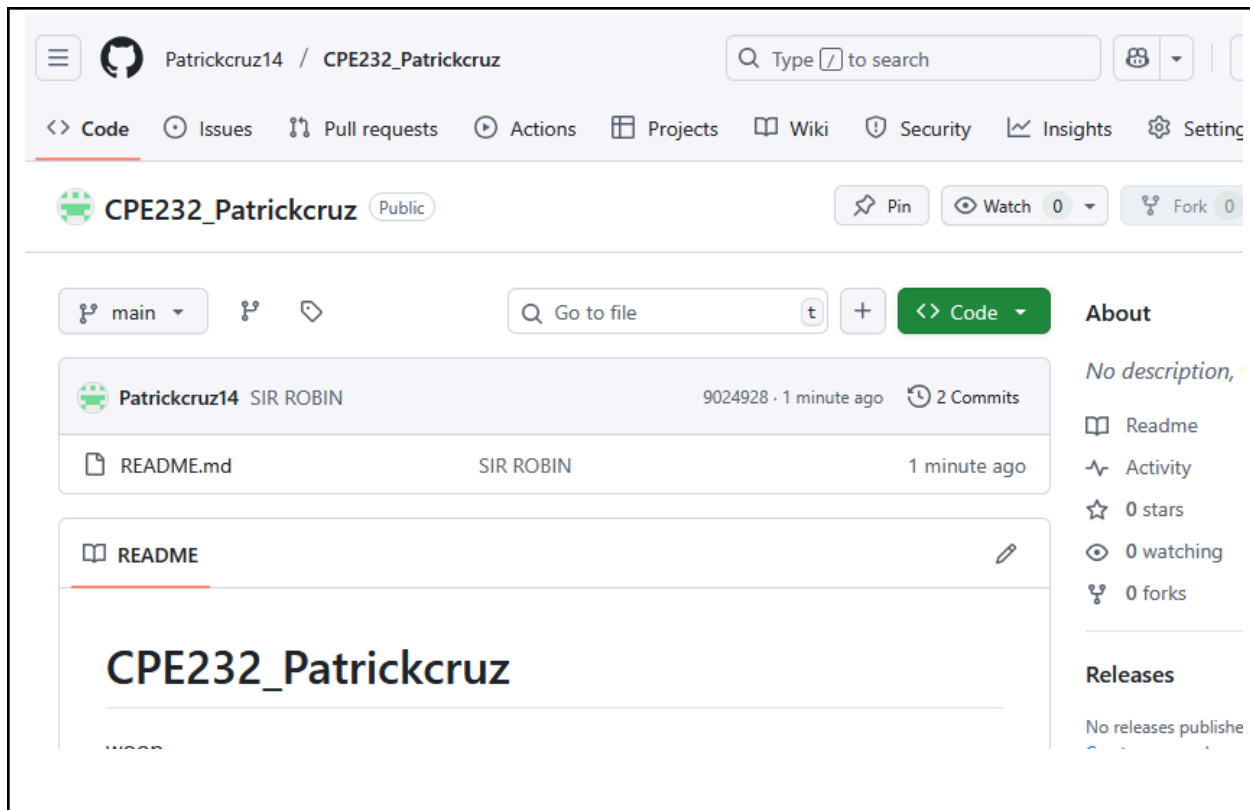 Patrickcruz14 / CPE232_Patrickcruz
Type / to search
Code Issues Pull requests Actions Projects Wiki Security Insights
CPE232_Patrickcruz Public
Pin Watch 0 Fork 0
main
Go to file t
Code
About
Patrickcruz14 SIR ROBIN 9024928 · 1 minute ago 2 Commits
README.md SIR ROBIN 1 minute ago
README
CPE232_Patrickcruz
No description,
Readme
Activity
0 stars
0 watching
0 forks
Releases
No releases